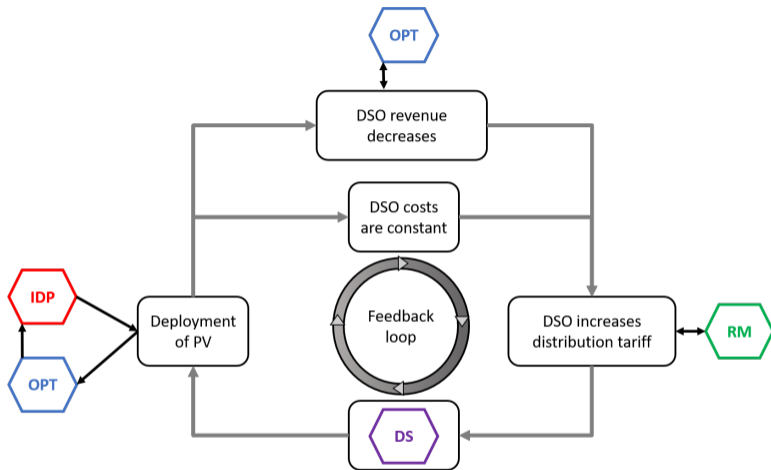 OPT
DSO revenue
decreases
DSO costs
are constant
IDP
Deployment
of PV
Feedback
loop
DSO increases
distribution tariff
RM
OPT
DS